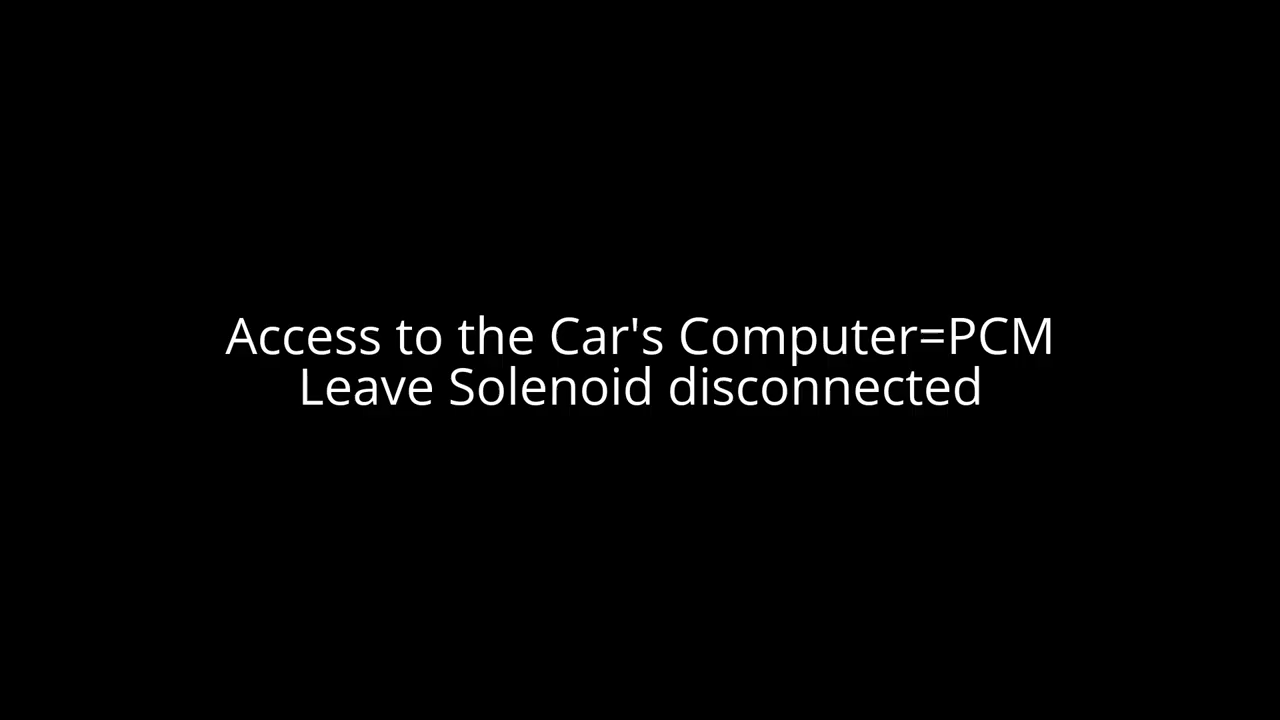 Access to the Car's Computer=PCM
Leave Solenoid disconnected